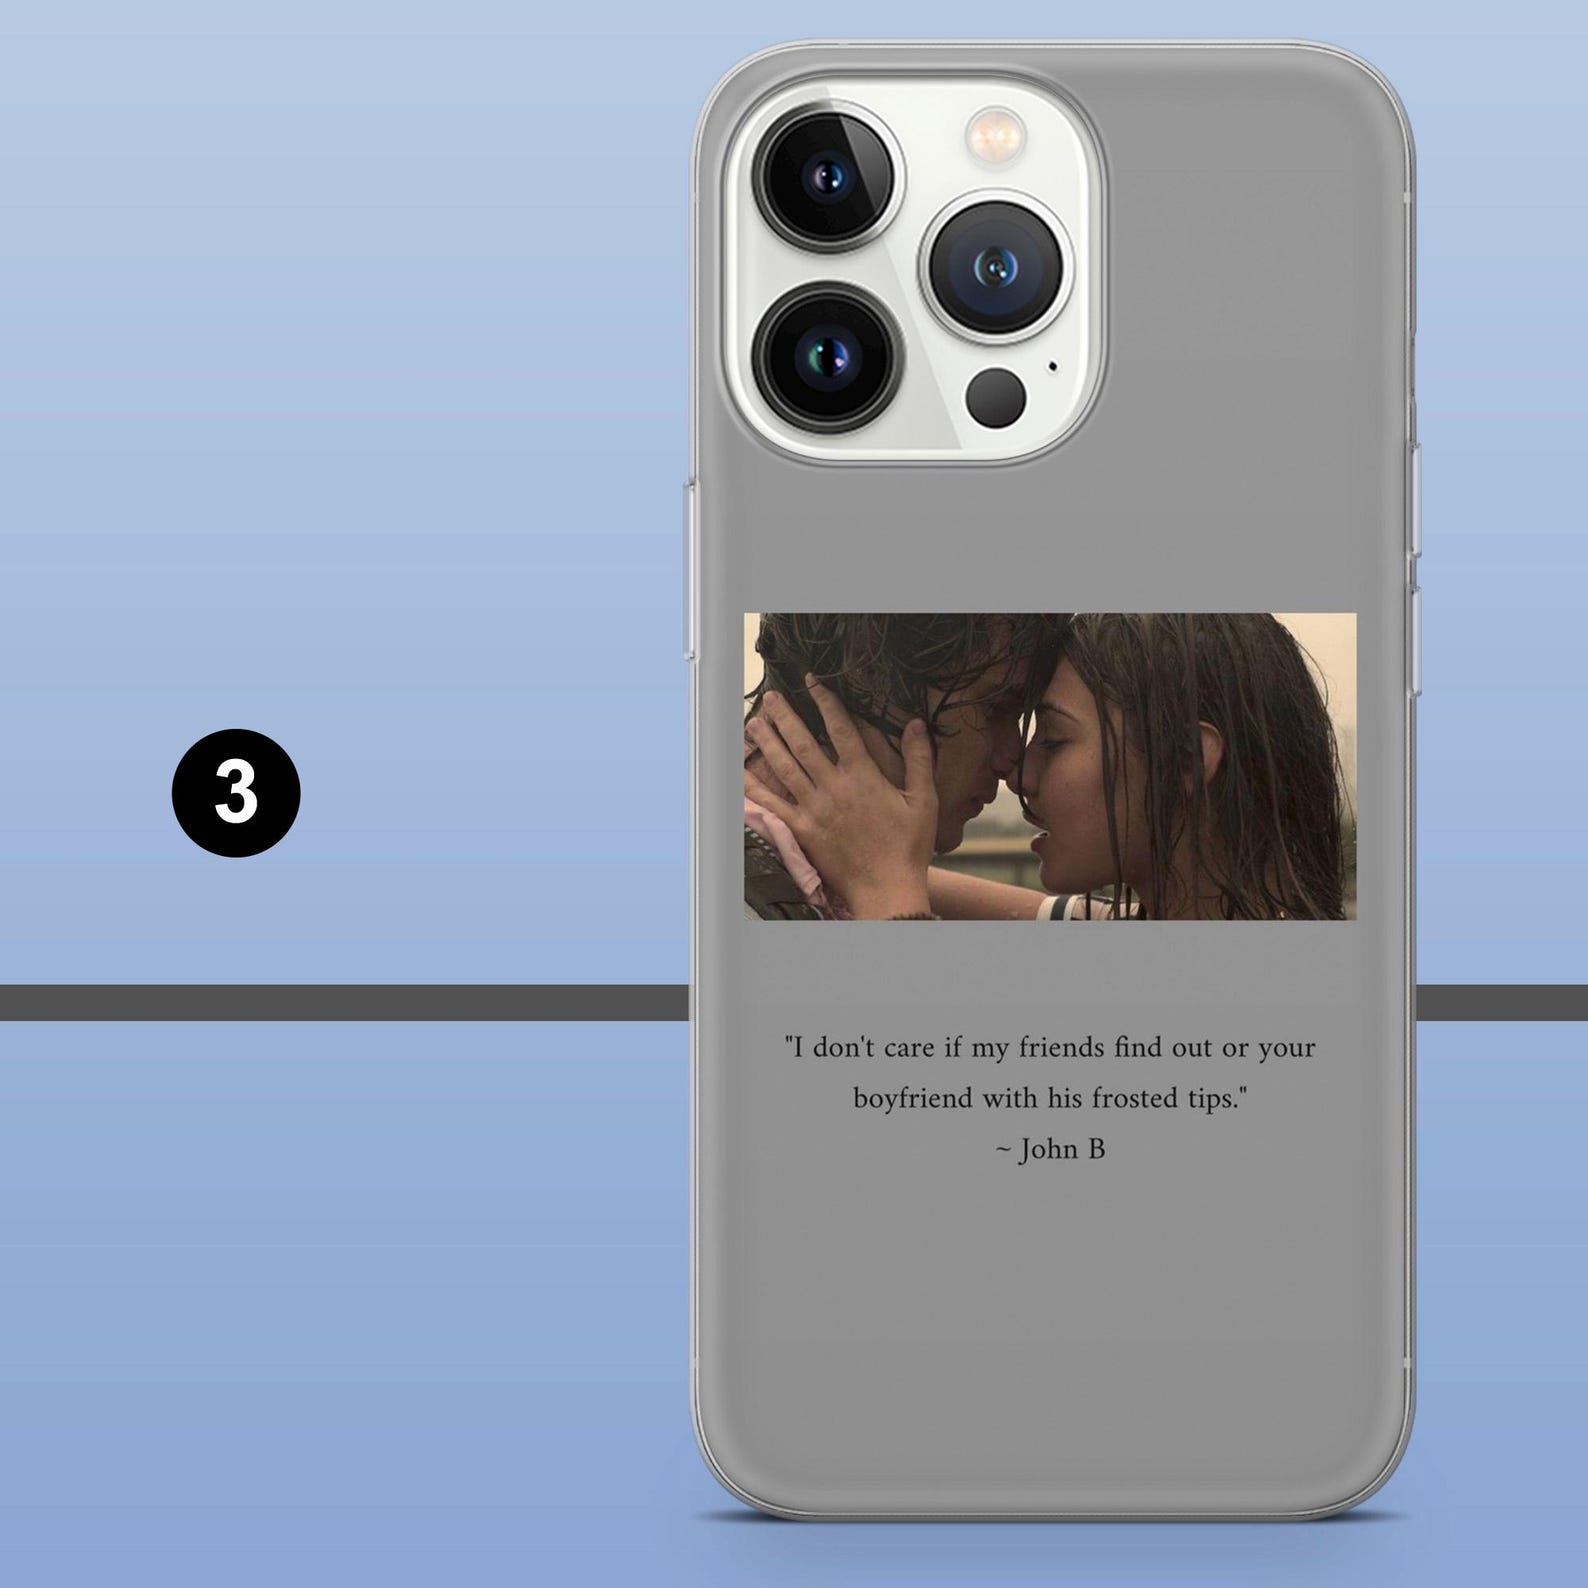 3
"I don't care if my friends find out or your
boyfriend with his frosted tips."
~ John B